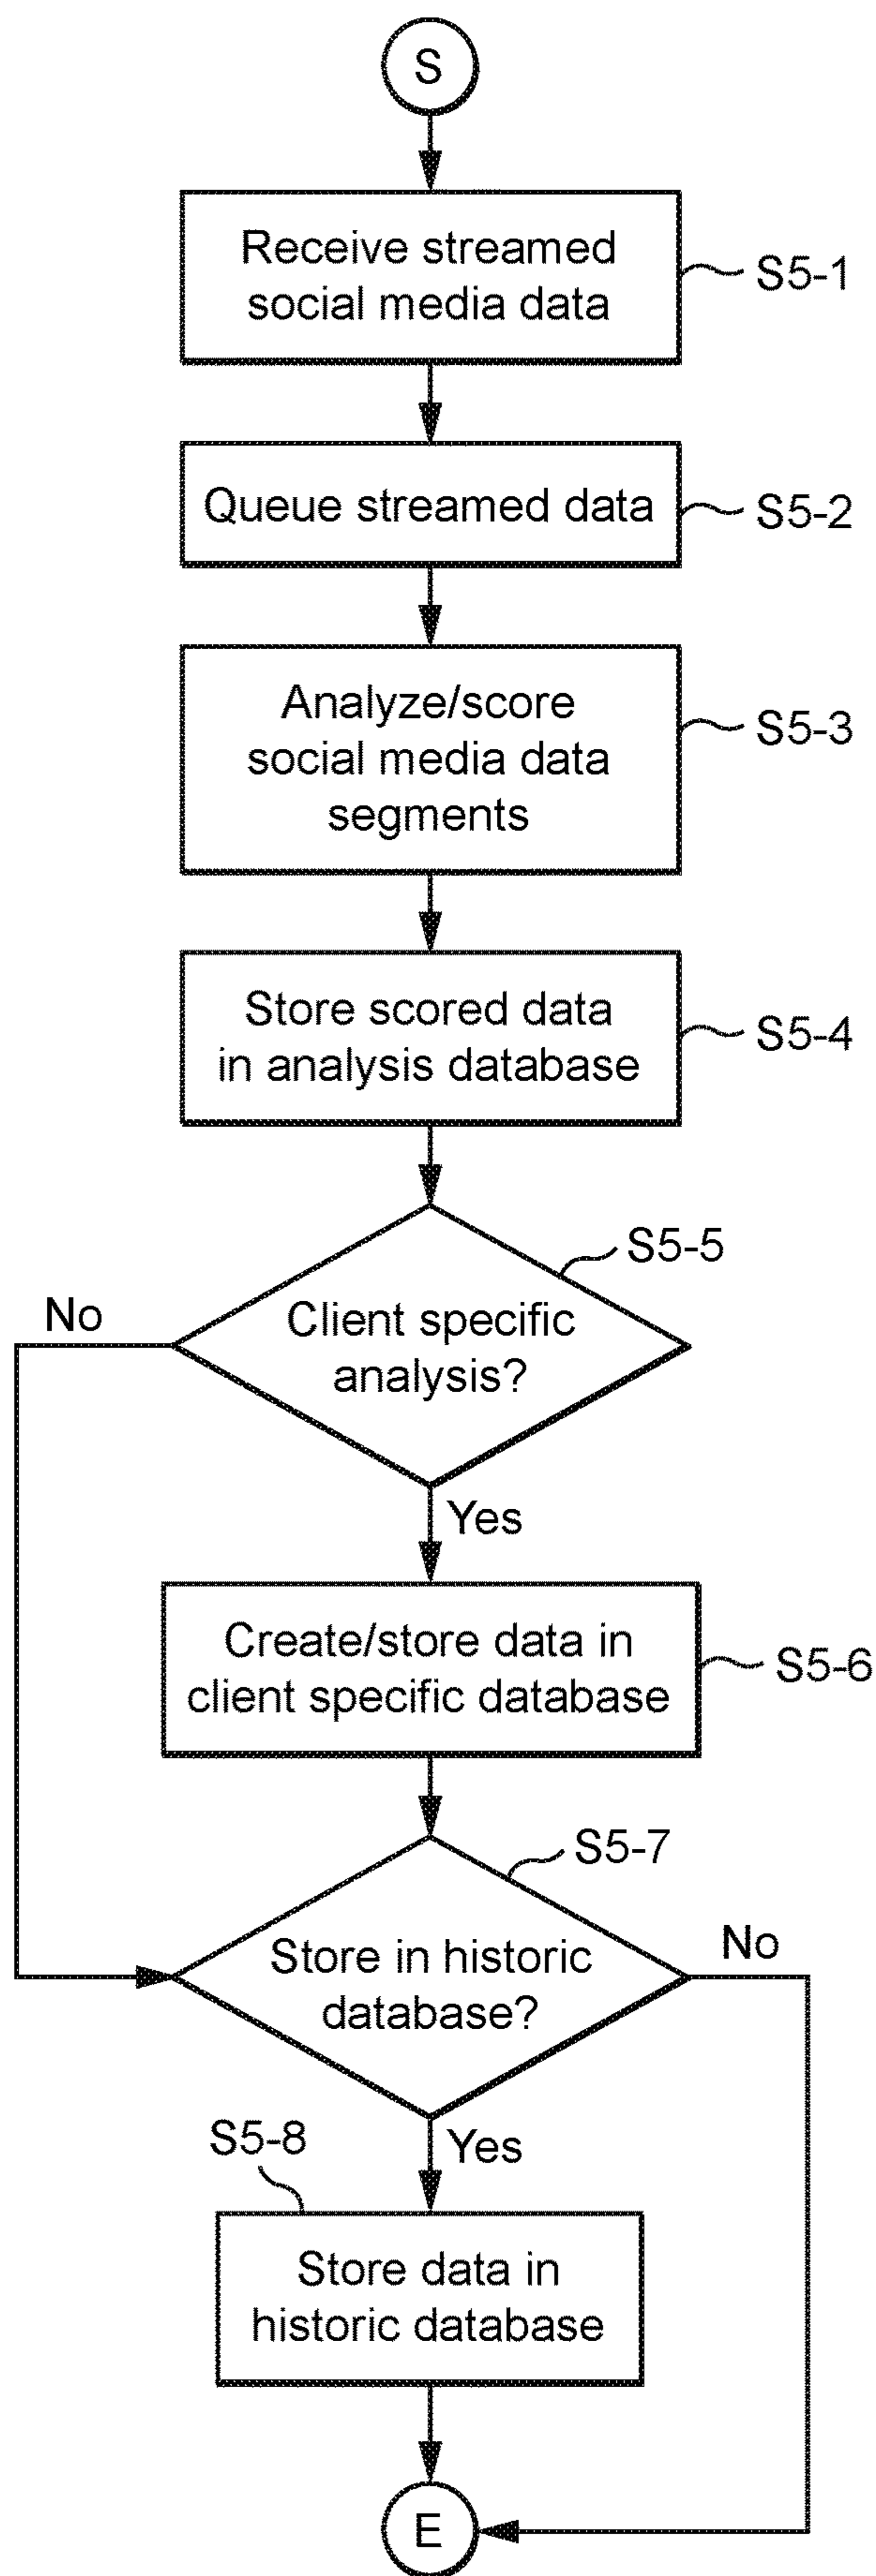 S
Receive streamed
social media data
S5-1
Queue streamed data
S5-2
Analyze/score
social media data
segments
S5-3
Store scored data
in analysis database
S5-4
S5-5
No
Client specific
analysis?
Yes
Create/store data in
client specific database
S5-6
S5-7
Store in historic
database?
No
S5-8
Yes
Store data in
historic database
E